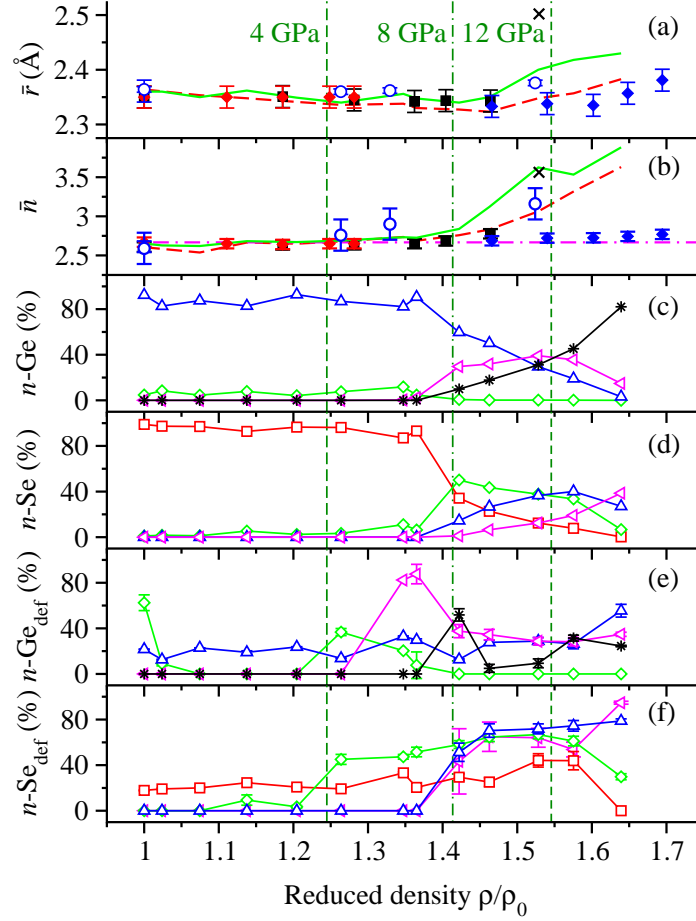 4 GPa 8 GPa 12 GPa
(a)
r̄ (Å)
2.5
2.4
2.3
(b)
n̄
3.5
3.0
2.5
(c)
n-Ge (%)
80
40
0
(d)
n-Se (%)
80
40
0
(e)
n-Ge_def (%)
80
40
0
(f)
n-Se_def (%)
80
40
0
1 1.1 1.2 1.3 1.4 1.5 1.6 1.7
Reduced density ρ/ρ₀